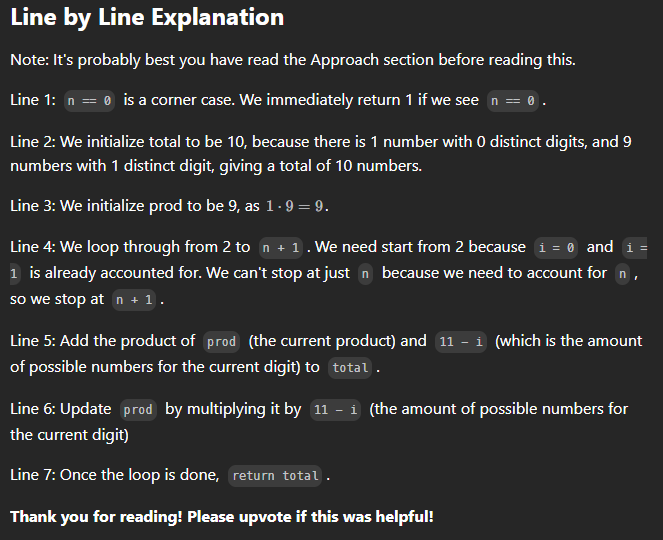 Line by Line Explanation
Note: It's probably best you have read the Approach section before reading this.
Line 1: n == 0 is a corner case. We immediately return 1 if we see n == 0 .
Line 2: We initialize total to be 10, because there is 1 number with 0 distinct digits, and 9
numbers with 1 distinct digit, giving a total of 10 numbers.
Line 3: We initialize prod to be 9, as 1 · 9 = 9.
Line 4: We loop through from 2 to n + 1 . We need start from 2 because i = 0 and i =
1 is already accounted for. We can't stop at just n because we need to account for n ,
so we stop at n + 1 .
Line 5: Add the product of prod (the current product) and 11 - i (which is the amount
of possible numbers for the current digit) to total .
Line 6: Update prod by multiplying it by 11 - i (the amount of possible numbers for
the current digit)
Line 7: Once the loop is done, return total .
Thank you for reading! Please upvote if this was helpful!